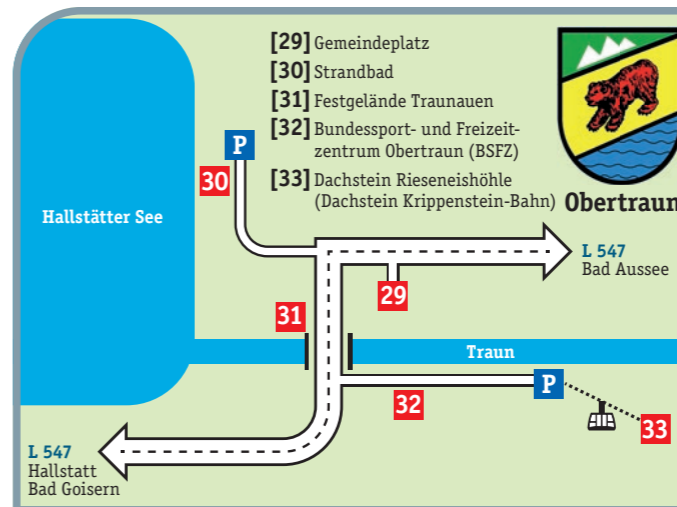 [29] Gemeindeplatz
[30] Strandbad
[31] Festgelände Traunauen
[32] Bundessport- und Freizeit-
zentrum Obertraun (BSFZ)
[33] Dachstein Rieseneishöhle
(Dachstein Krippenstein-Bahn)
Obertraun
P
30
Hallstätter See
L 547
Bad Aussee
29
31
Traun
P
32
33
L 547
Hallstatt
Bad Goisern